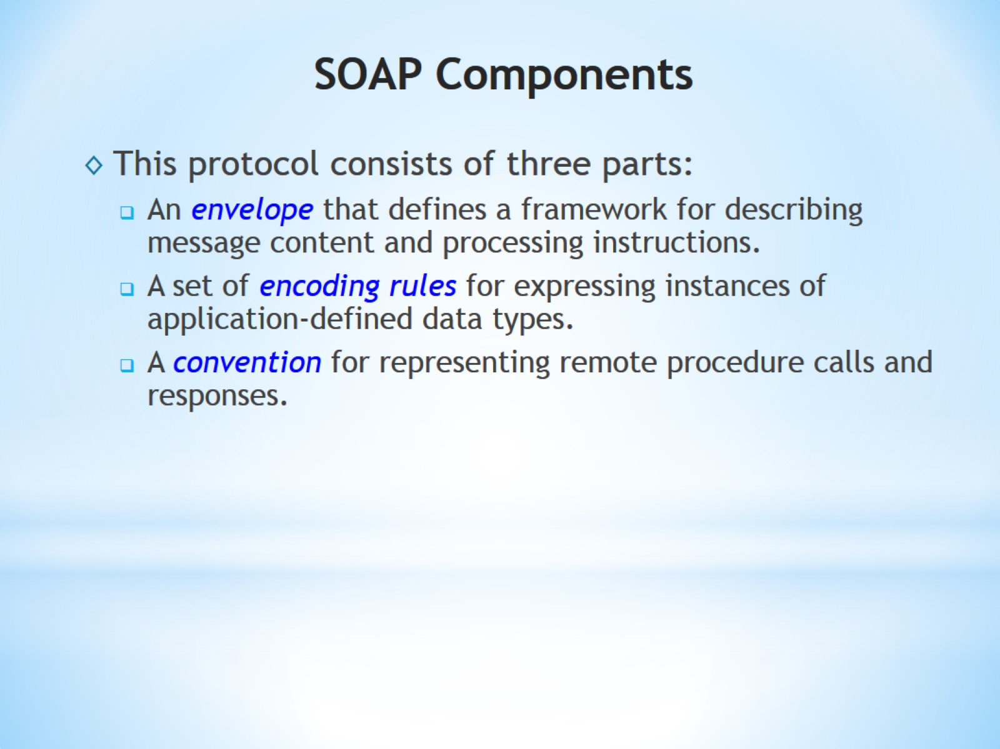 SOAP Components
◇ This protocol consists of three parts:
❑ An envelope that defines a framework for describing
message content and processing instructions.
❑ A set of encoding rules for expressing instances of
application-defined data types.
❑ A convention for representing remote procedure calls and
responses.